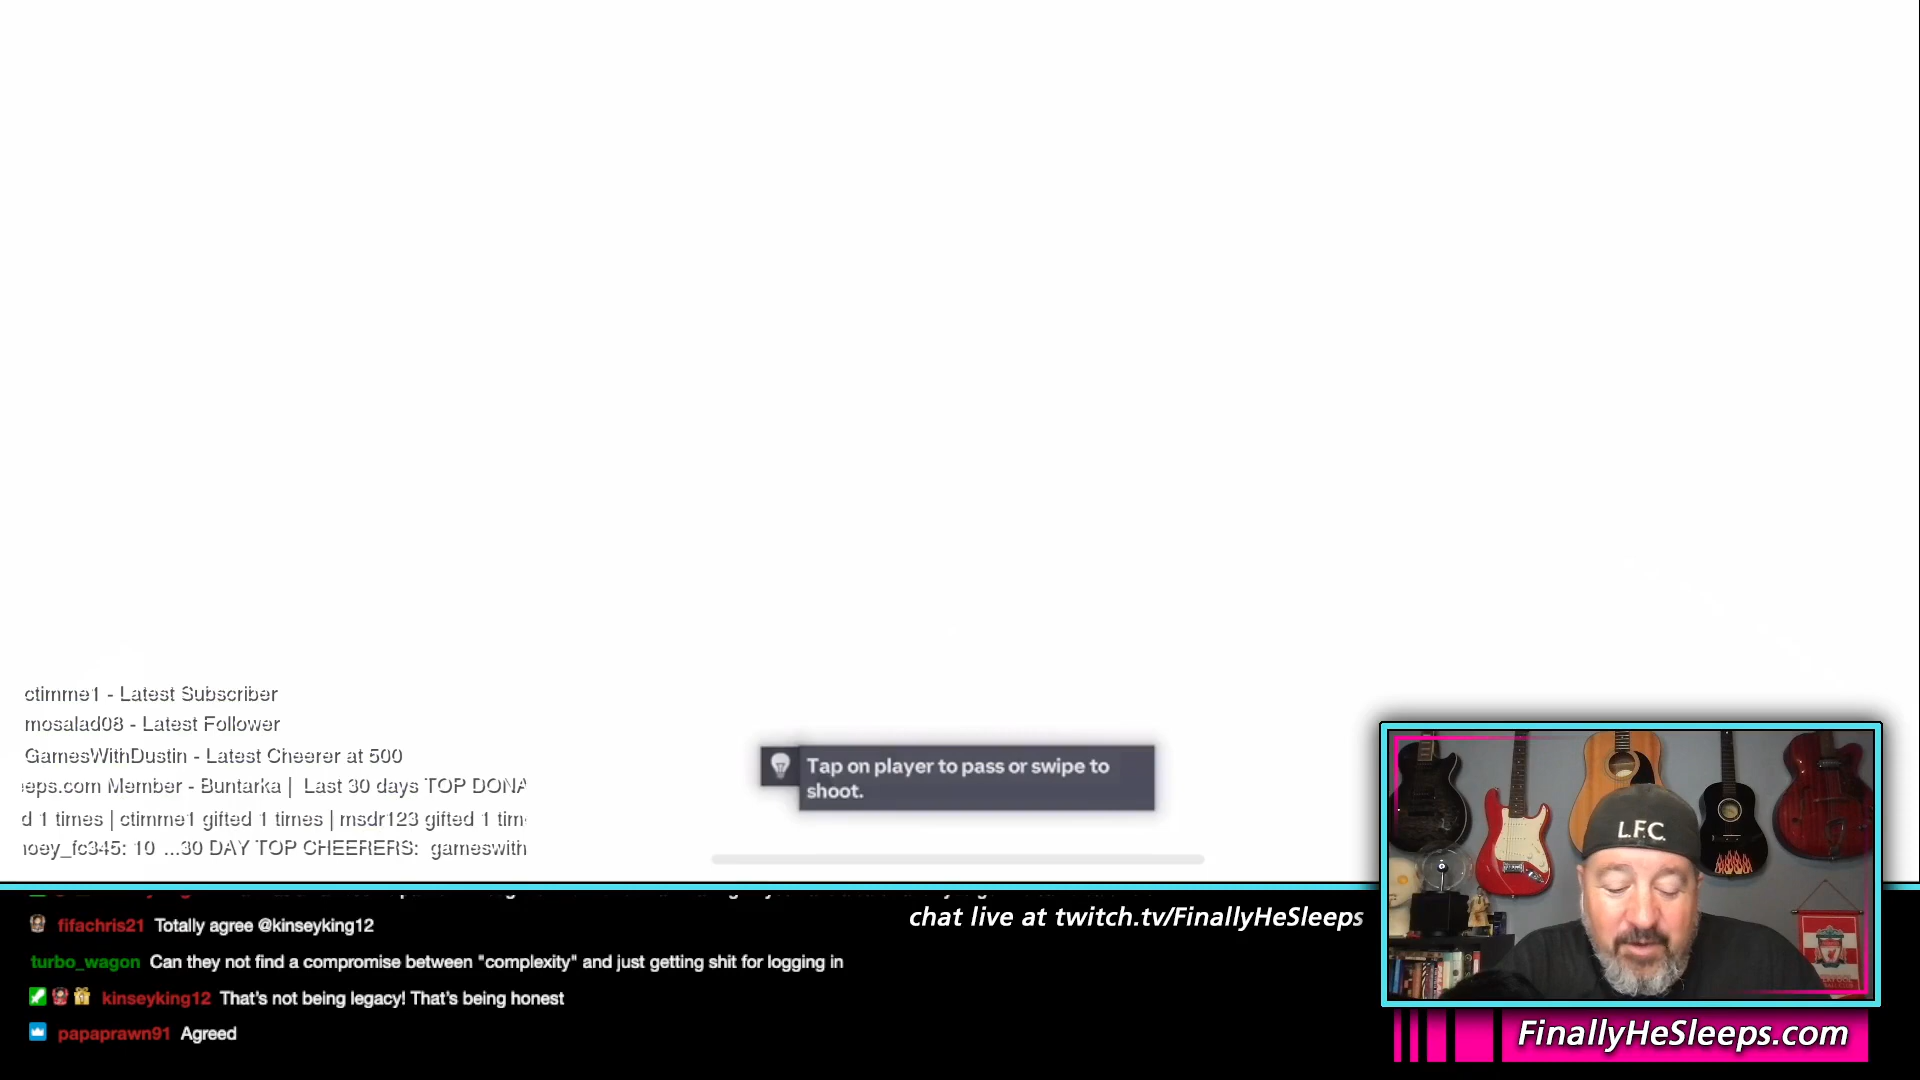 ctimme1 - Latest Subscriber
mosalad08 - Latest Follower
GamesWithDustin - Latest Cheerer at 500
eps.com Member - Buntarka | Last 30 days TOP DONA
d 1 times | ctimme1 gifted 1 times | msdr123 gifted 1 tim
oey_fc345: 10 ...30 DAY TOP CHEERERS: gameswith
Tap on player to pass or swipe to
shoot.
chat live at twitch.tv/FinallyHeSleeps
fifachris21 Totally agree @kinseyking12
turbo_wagon Can they not find a compromise between "complexity" and just getting shit for logging in
kinseyking12 That's not being legacy! That's being honest
papaprawn91 Agreed
L.F.C.
FinallyHeSleeps.com